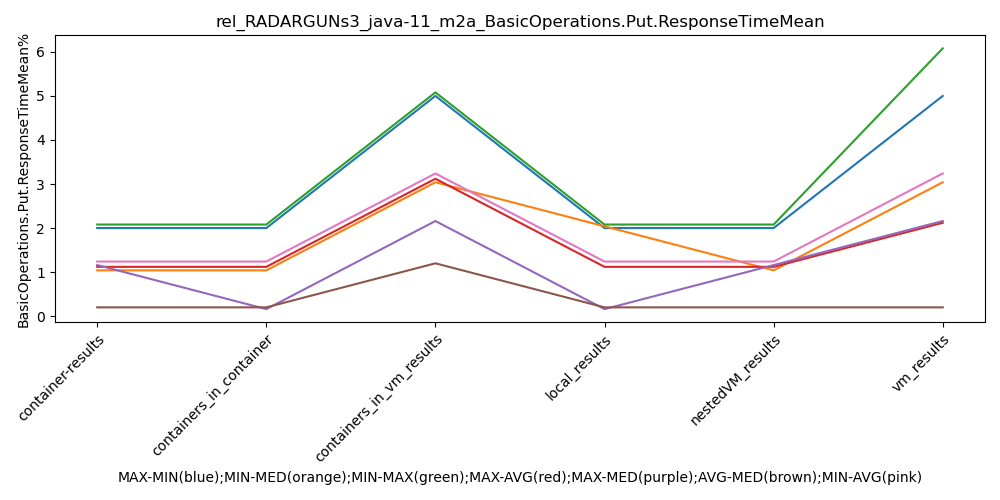 rel_RADARGUNs3_java-11_m2a_BasicOperations.Put.ResponseTimeMean
BasicOperations.Put.ResponseTimeMean%
6
5
4
3
2
1
0
container-results
containers_in_container
containers_in_vm_results
local_results
nestedVM_results
vm_results
MAX-MIN(blue);MIN-MED(orange);MIN-MAX(green);MAX-AVG(red);MAX-MED(purple);AVG-MED(brown);MIN-AVG(pink)